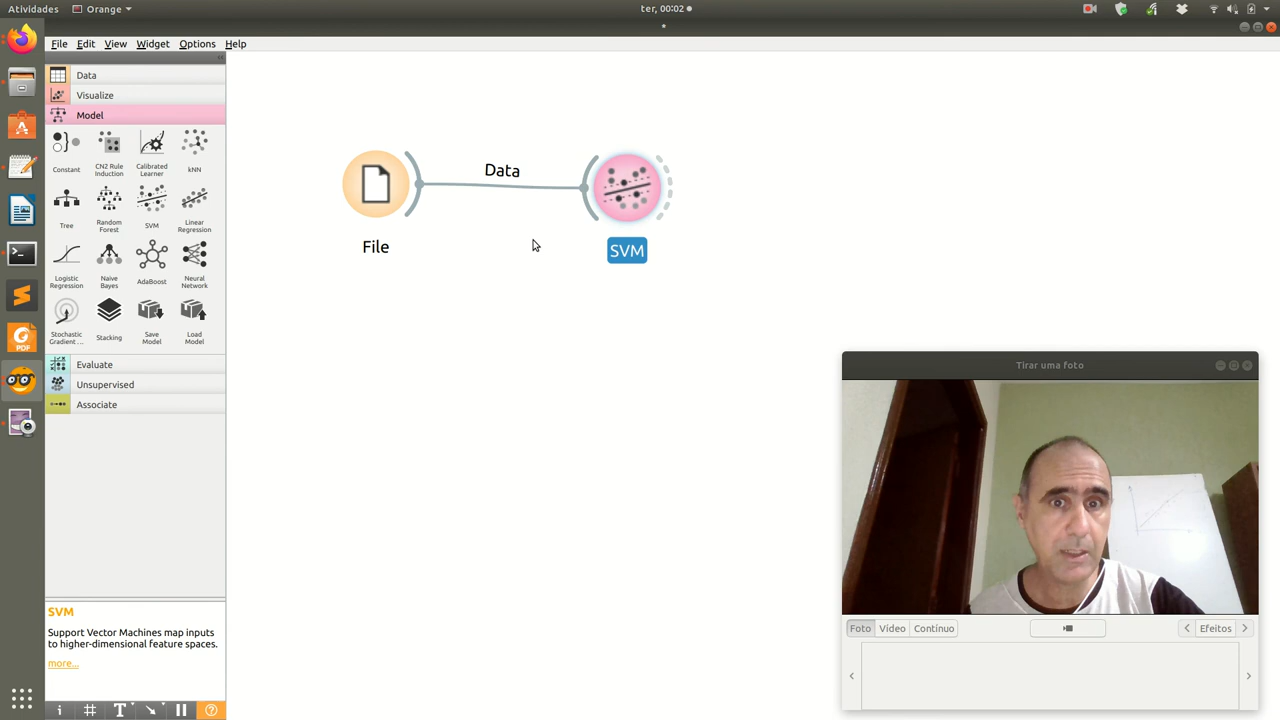 Atividades
Orange
ter, 00:02
*
File Edit View Widget Options Help
Data
Visualize
Model
Constant
CN2 Rule Induction
Calibrated Learner
kNN
Tree
Random Forest
SVM
Linear Regression
Logistic Regression
Naive Bayes
AdaBoost
Neural Network
Stochastic Gradient ...
Stacking
Save Model
Load Model
Evaluate
Unsupervised
Associate
SVM
Support Vector Machines map inputs
to higher-dimensional feature spaces.
more...
Data
File
SVM
Tirar uma foto
Foto Vídeo Contínuo
Efeitos
PDF